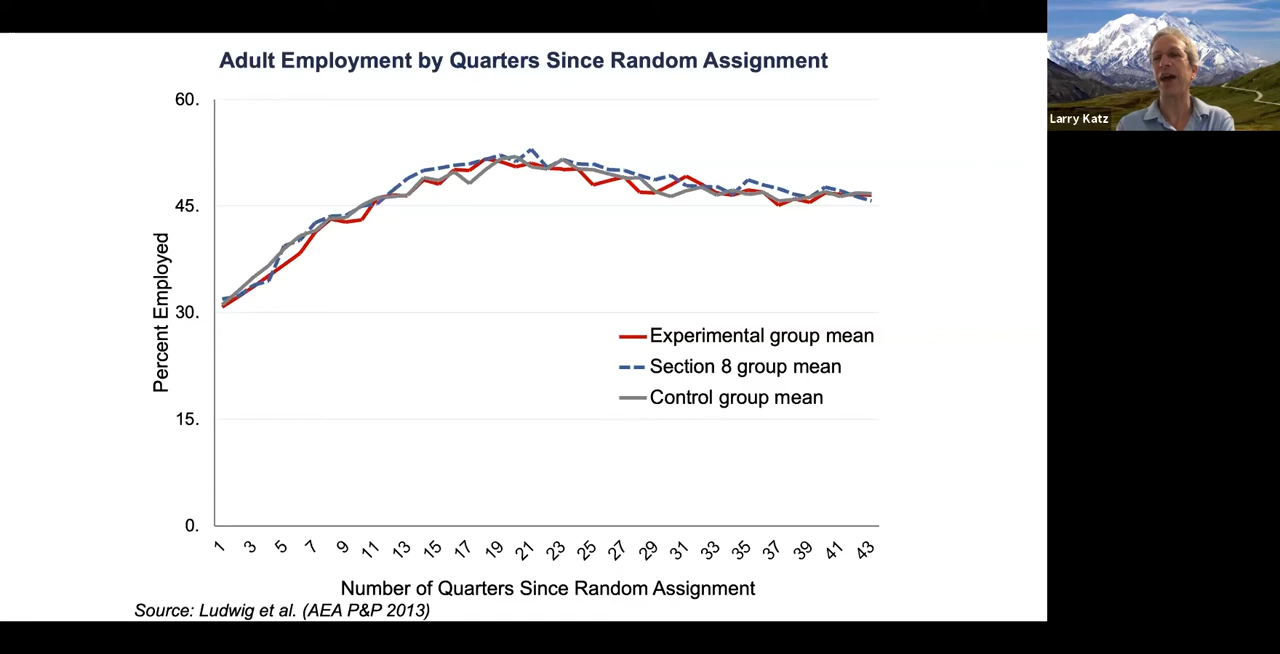 Adult Employment by Quarters Since Random Assignment
Larry Katz
60.
45.
30.
15.
0.
Percent Employed
Experimental group mean
Section 8 group mean
Control group mean
1 3 5 7 9 11 13 15 17 19 21 23 25 27 29 31 33 35 37 39 41 43
Number of Quarters Since Random Assignment
Source: Ludwig et al. (AEA P&P 2013)